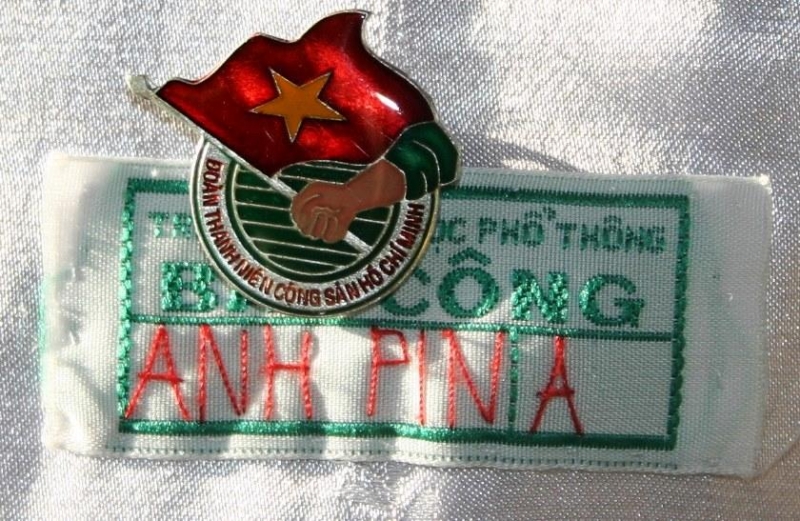 ĐOÀN THANH NIÊN CỘNG SẢN HỒ CHÍ MINH
PHỔ THÔNG
CÔNG
ANH PIN A